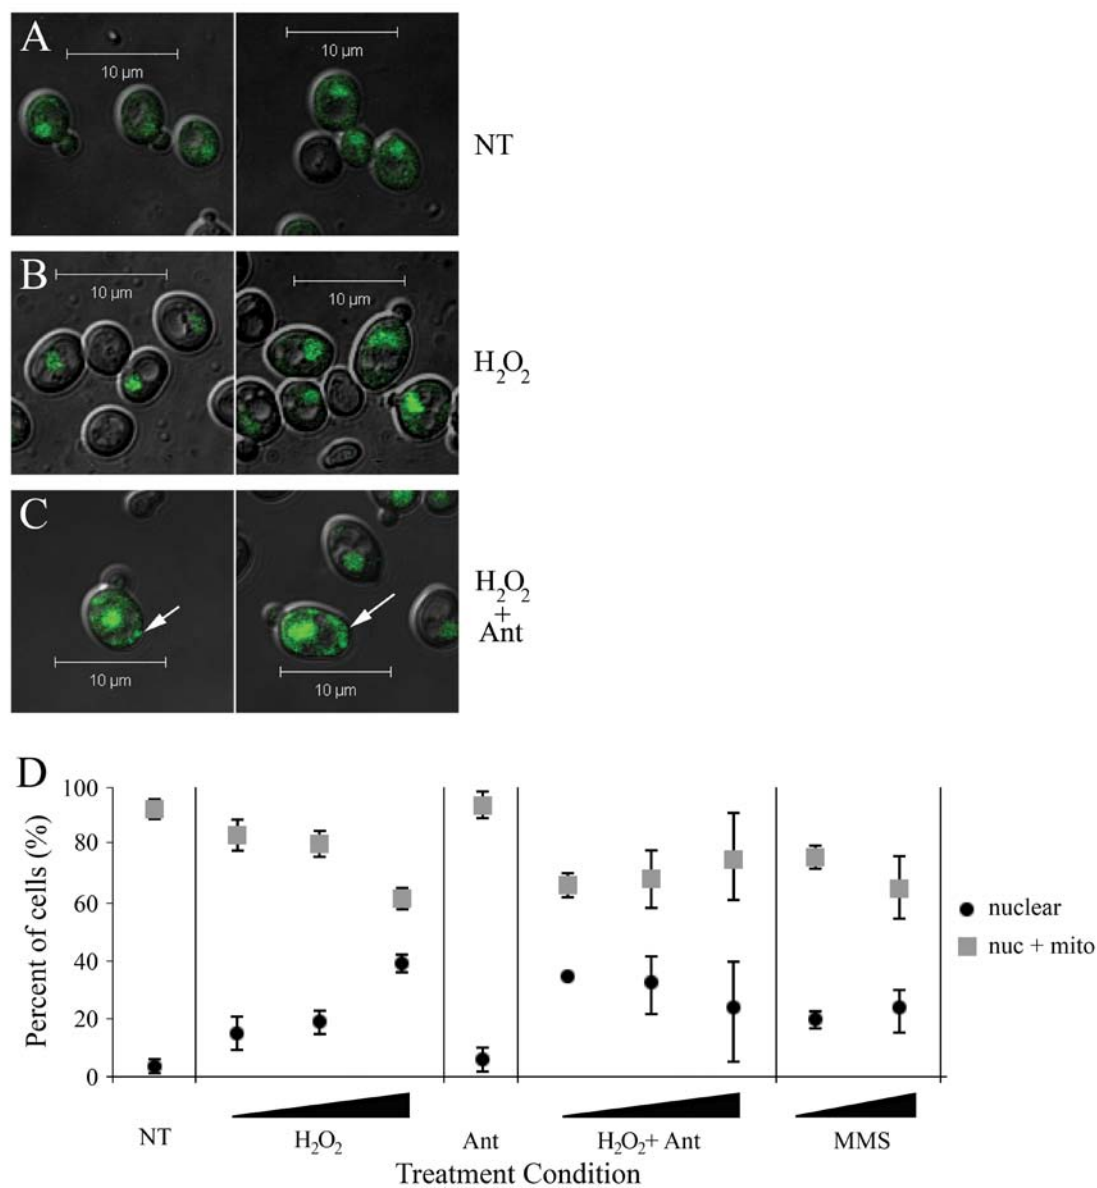 A
10 µm
10 µm
NT
B
10 µm
10 µm
H2O2
C
10 µm
10 µm
H2O2
+
Ant
D
Percent of cells (%)
100
80
60
40
20
0
nuclear
nuc + mito
NT
H2O2
Ant
H2O2+ Ant
MMS
Treatment Condition